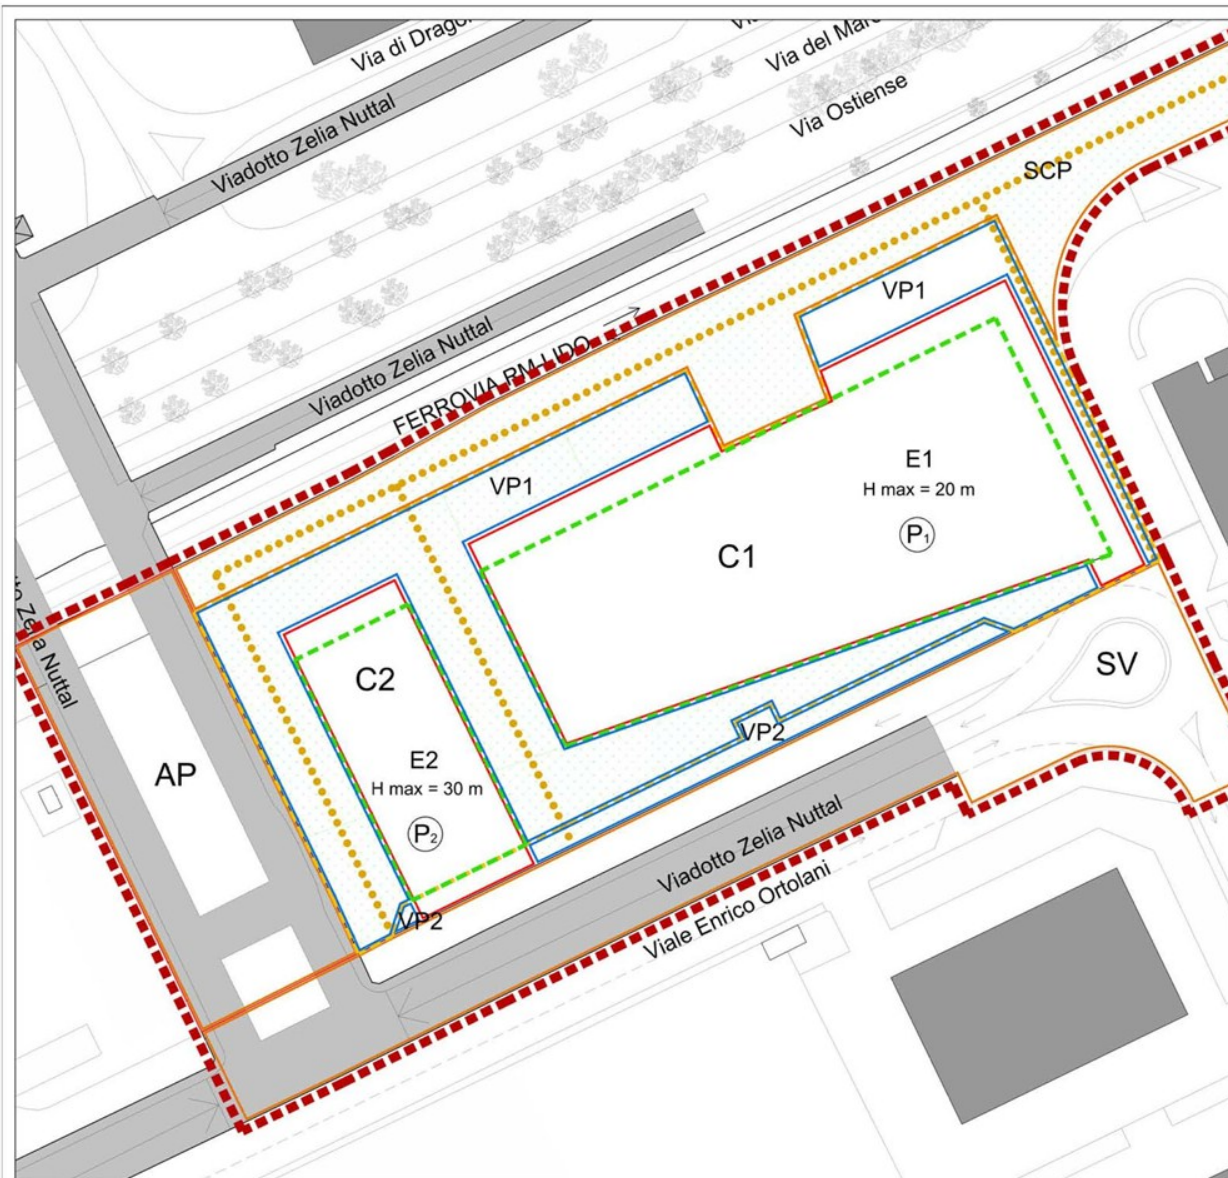 Via di Drago
Via del Mar
Via Ostiense
Viadotto Zelia Nuttal
SCP
VP1
Viadotto Zelia Nuttal
FERROVIA RM-LIDO
E1
H max = 20 m
P1
VP1
C1
Zelia Nuttal
C2
SV
AP
VP2
E2
H max = 30 m
P2
Viadotto Zelia Nuttal
Viale Enrico Ortolani
VP2